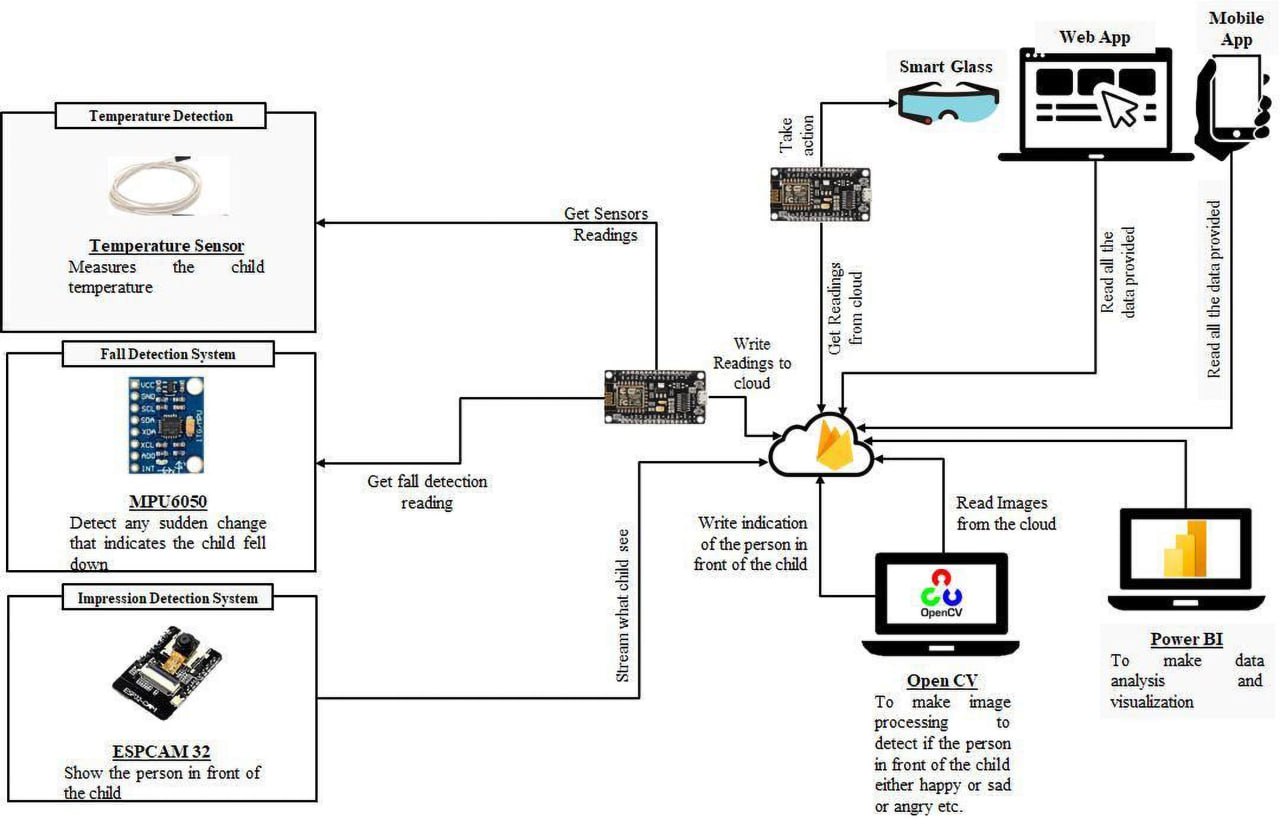 Temperature Detection
Temperature Sensor
Measures the child
temperature
Fall Detection System
VCC
GND
SCL
SDA
XDA
XCL
ADO
INT
ITG/MPU
MPU6050
Detect any sudden change
that indicates the child fell
down
Impression Detection System
ESP32-CAM
ESPCAM 32
Show the person in front of
the child
Get Sensors
Readings
Get fall detection
reading
Stream what child see
Write
Readings to
cloud
Take
action
Get Readings
from cloud
Smart Glass
Web App
Mobile
App
Read all the
data provided
Read all the data provided
Write indication
of the person in
front of the child
Read Images
from the cloud
OpenCV
Open CV
To make image
processing to
detect if the person
in front of the child
either happy or sad
or angry etc.
Power BI
To make data
analysis and
visualization